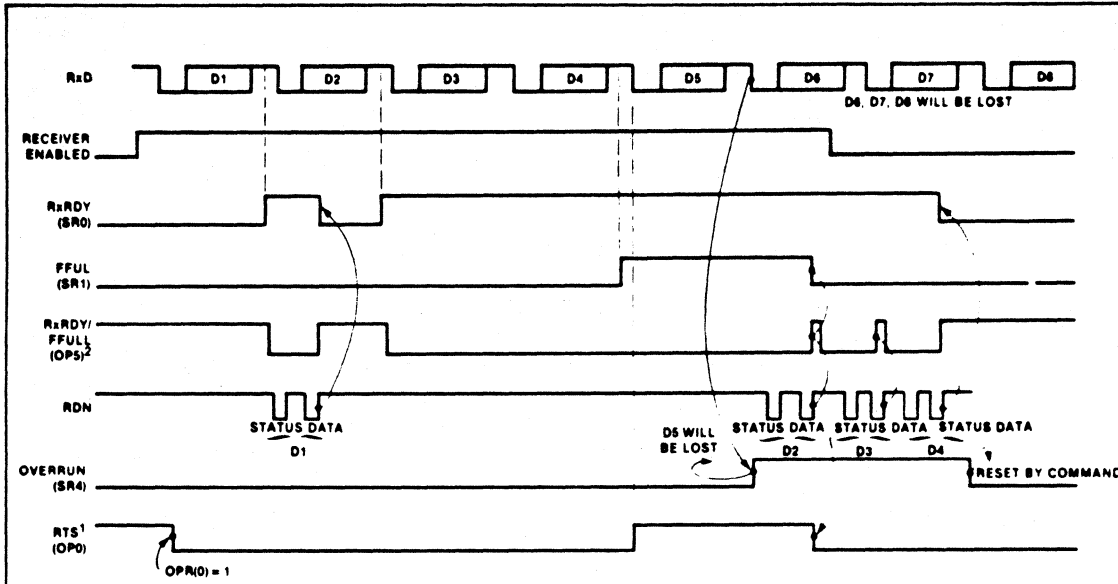 RxD D1 D2 D3 D4 D5 D6 D7 D8
D6, D7, D8 WILL BE LOST
RECEIVER
ENABLED
RxRDY
(SR0)
FFUL
(SR1)
RxRDY/
FFULL
(OP5)2
RDN
STATUS DATA STATUS DATA STATUS DATA STATUS DATA
D1 D2 D3 D4
D5 WILL
BE LOST
OVERRUN
(SR4)
RESET BY COMMAND
RTS1
(OP0)
OPR(0) = 1